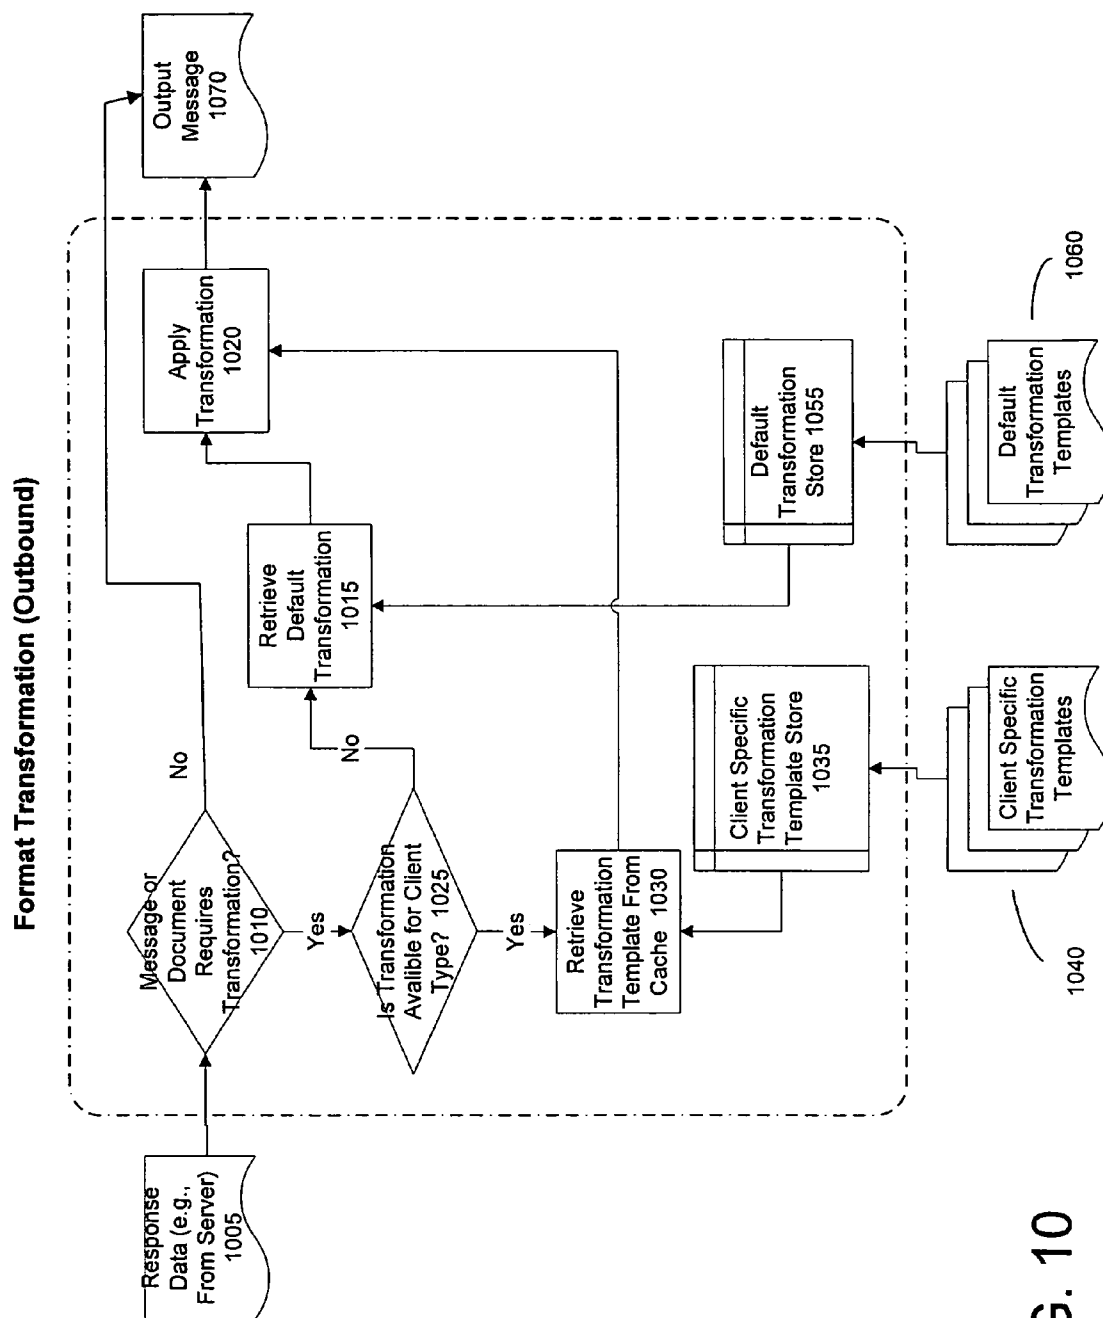 Format Transformation (Outbound)
Response
Data (e.g.,
From Server)
1005
Message or
Document
Requires
Transformation?
1010
No
Yes
Is Transformation
Avalible for Client
Type? 1025
No
Yes
Retrieve
Default
Transformation
1015
Apply
Transformation
1020
Output
Message
1070
Retrieve
Transformation
Template From
Cache 1030
Client Specific
Transformation
Template Store
1035
Default
Transformation
Store 1055
Client Specific
Transformation
Templates
1040
Default
Transformation
Templates
1060
G. 10